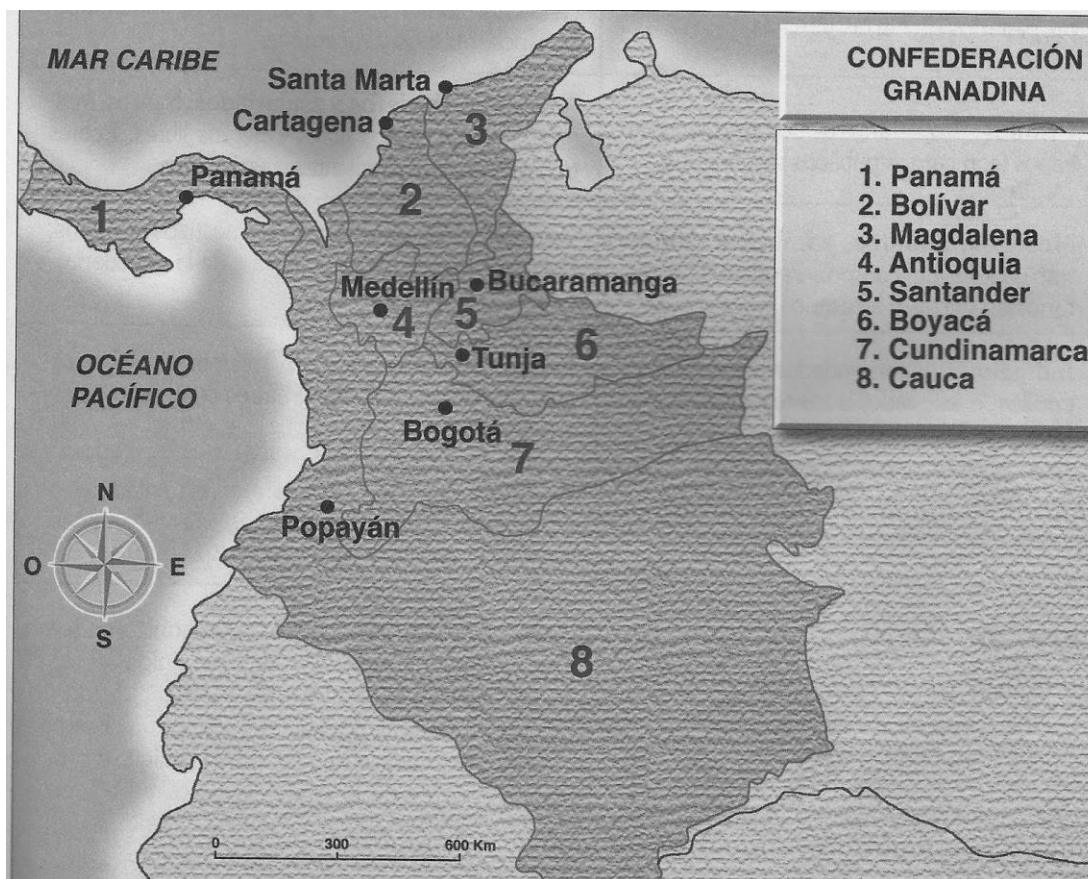 MAR CARIBE
CONFEDERACIÓN
GRANADINA
Santa Marta
Cartagena
3
1. Panamá
2. Bolívar
3. Magdalena
4. Antioquia
5. Santander
6. Boyacá
7. Cundinamarca
8. Cauca
Panamá
1
2
Medellín
Bucaramanga
4
5
6
Tunja
OCÉANO
PACÍFICO
Bogotá
7
Popayán
N
O
E
S
8
0
300
600 Km